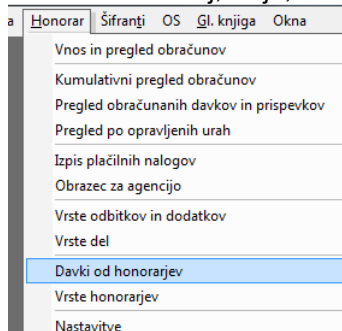 a Honorar Šifranti OS Gl. knjiga Okna
Vnos in pregled obračunov
Kumulativni pregled obračunov
Pregled obračunanih davkov in prispevkov
Pregled po opravljenih urah
Izpis plačilnih nalogov
Obrazec za agencijo
Vrste odbitkov in dodatkov
Vrste del
Davki od honorarjev
Vrste honorarjev
Nastavitve